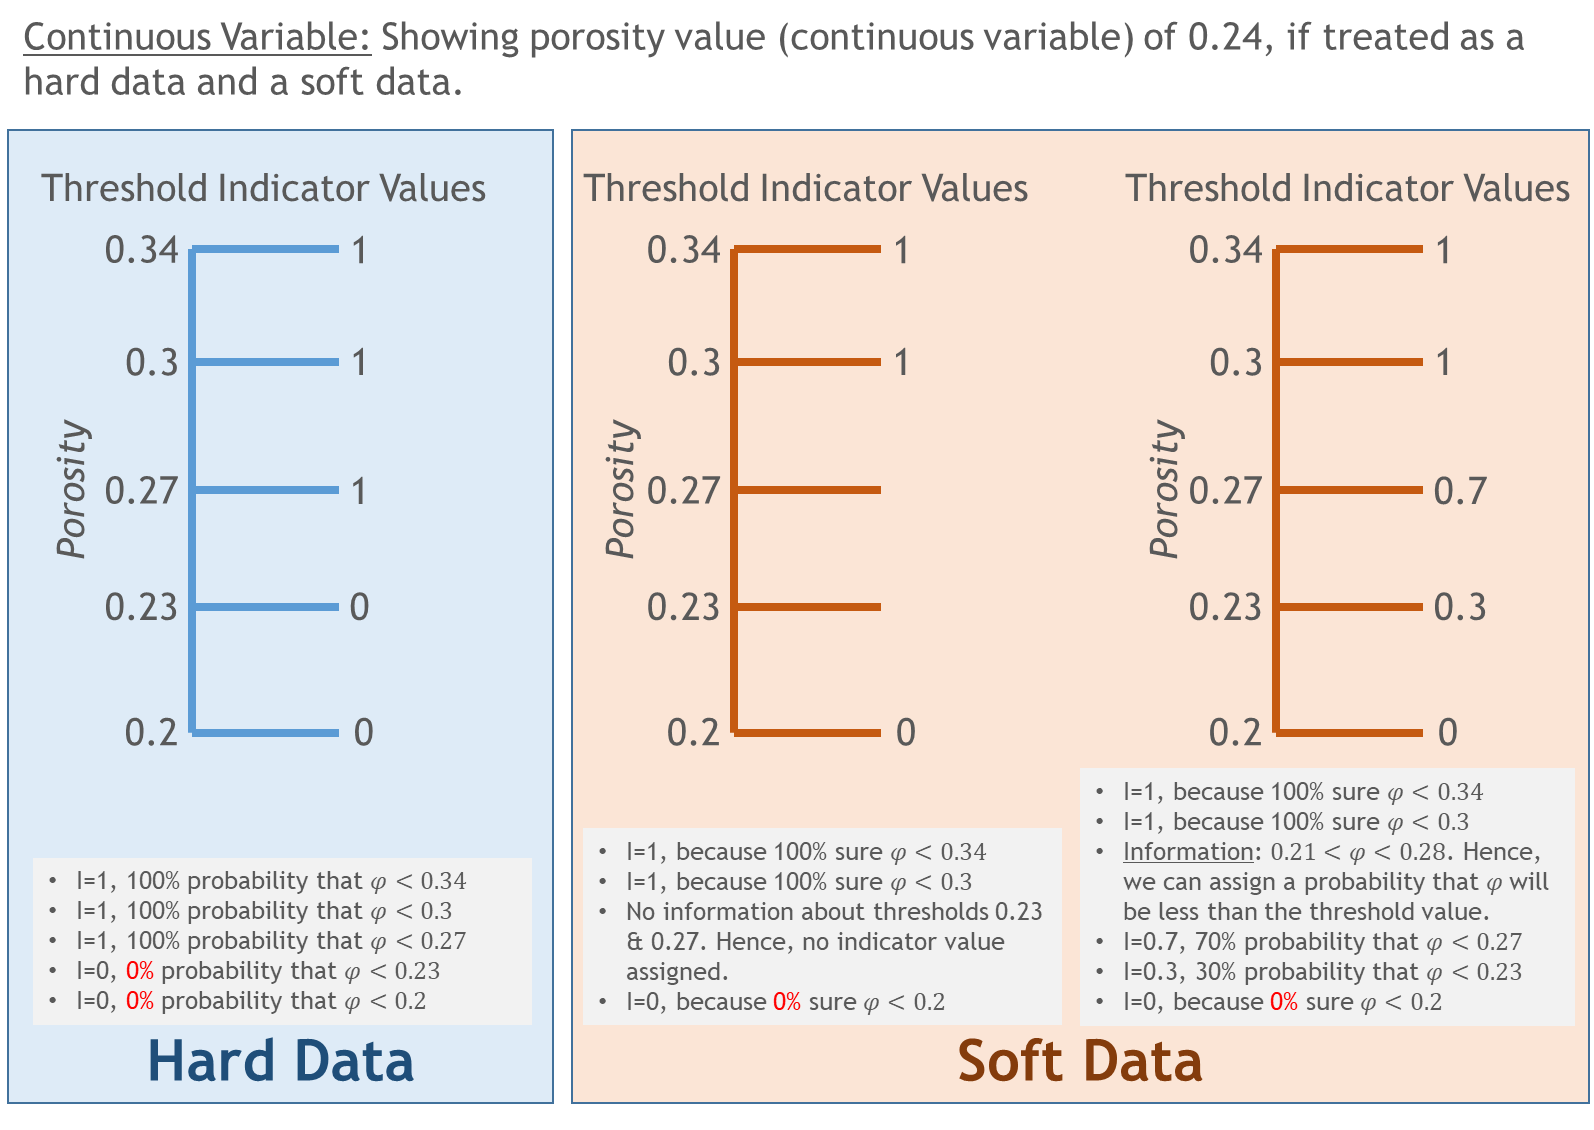 Continuous Variable: Showing porosity value (continuous variable) of 0.24, if treated as a
hard data and a soft data.
Threshold Indicator Values
0.34 1
0.3 1
Porosity
0.27 1
0.23 0
0.2 0
• I=1, 100% probability that φ < 0.34
• I=1, 100% probability that φ < 0.3
• I=1, 100% probability that φ < 0.27
• I=0, 0% probability that φ < 0.23
• I=0, 0% probability that φ < 0.2
Hard Data
Threshold Indicator Values
0.34 1
0.3 1
Porosity
0.27
0.23
0.2 0
• I=1, because 100% sure φ < 0.34
• I=1, because 100% sure φ < 0.3
• No information about thresholds 0.23
& 0.27. Hence, no indicator value
assigned.
• I=0, because 0% sure φ < 0.2
Threshold Indicator Values
0.34 1
0.3 1
Porosity
0.27 0.7
0.23 0.3
0.2 0
• I=1, because 100% sure φ < 0.34
• I=1, because 100% sure φ < 0.3
• Information: 0.21 < φ < 0.28. Hence,
we can assign a probability that φ will
be less than the threshold value.
• I=0.7, 70% probability that φ < 0.27
• I=0.3, 30% probability that φ < 0.23
• I=0, because 0% sure φ < 0.2
Soft Data